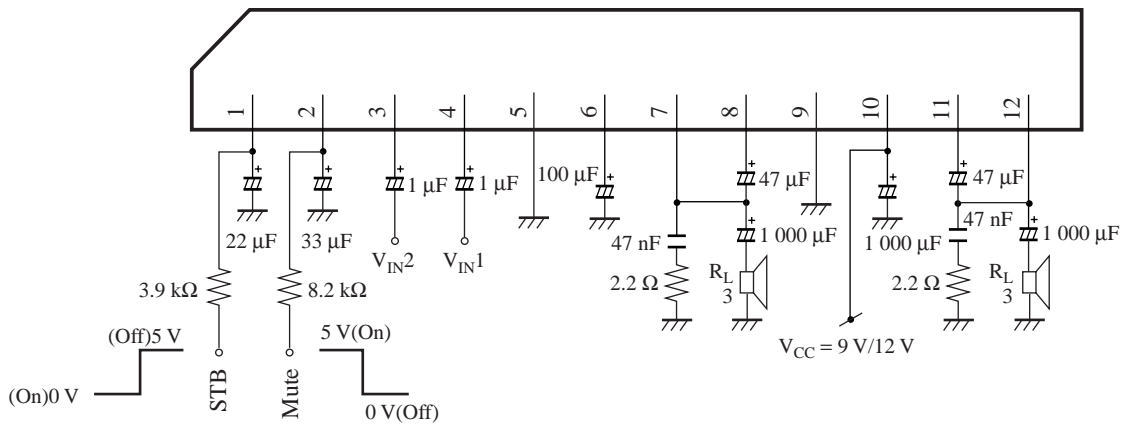 1 2 3 4 5 6 7 8 9 10 11 12
22 μF
33 μF
1 μF
1 μF
100 μF
47 μF
47 μF
V_IN2
V_IN1
47 nF
1 000 μF
1 000 μF
47 nF
1 000 μF
3.9 kΩ
8.2 kΩ
2.2 Ω
R_L
3
2.2 Ω
R_L
3
V_CC = 9 V/12 V
(Off)5 V
5 V(On)
(On)0 V
STB
Mute
0 V(Off)